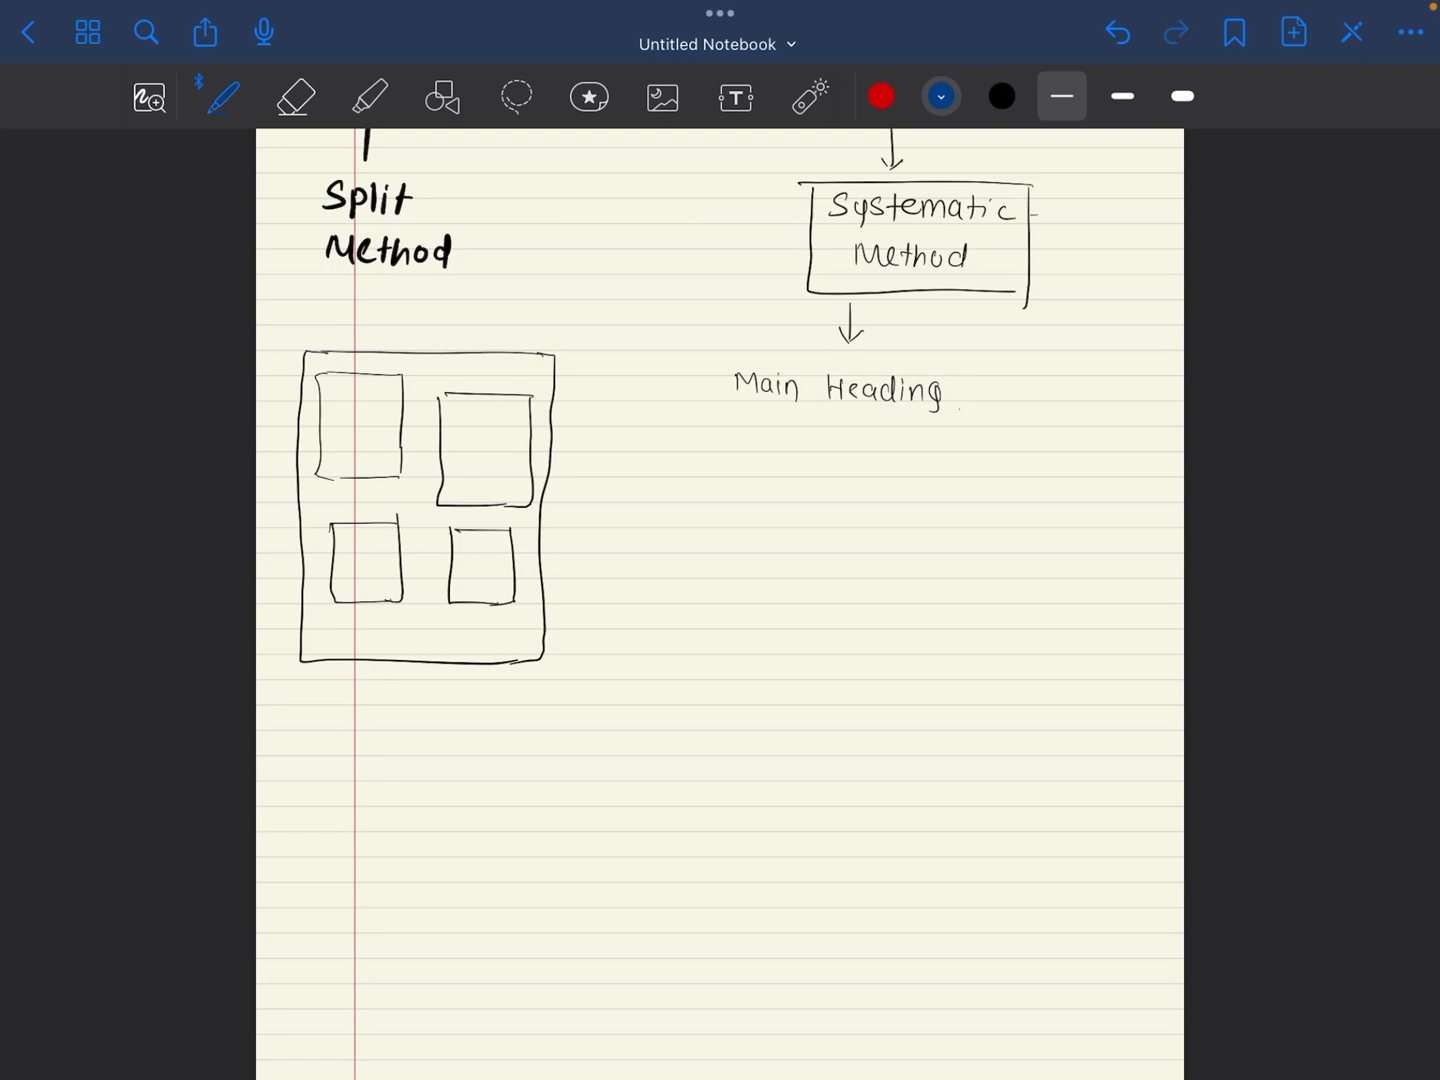 Untitled Notebook
Split
Method
Systematic
Method
Main Heading